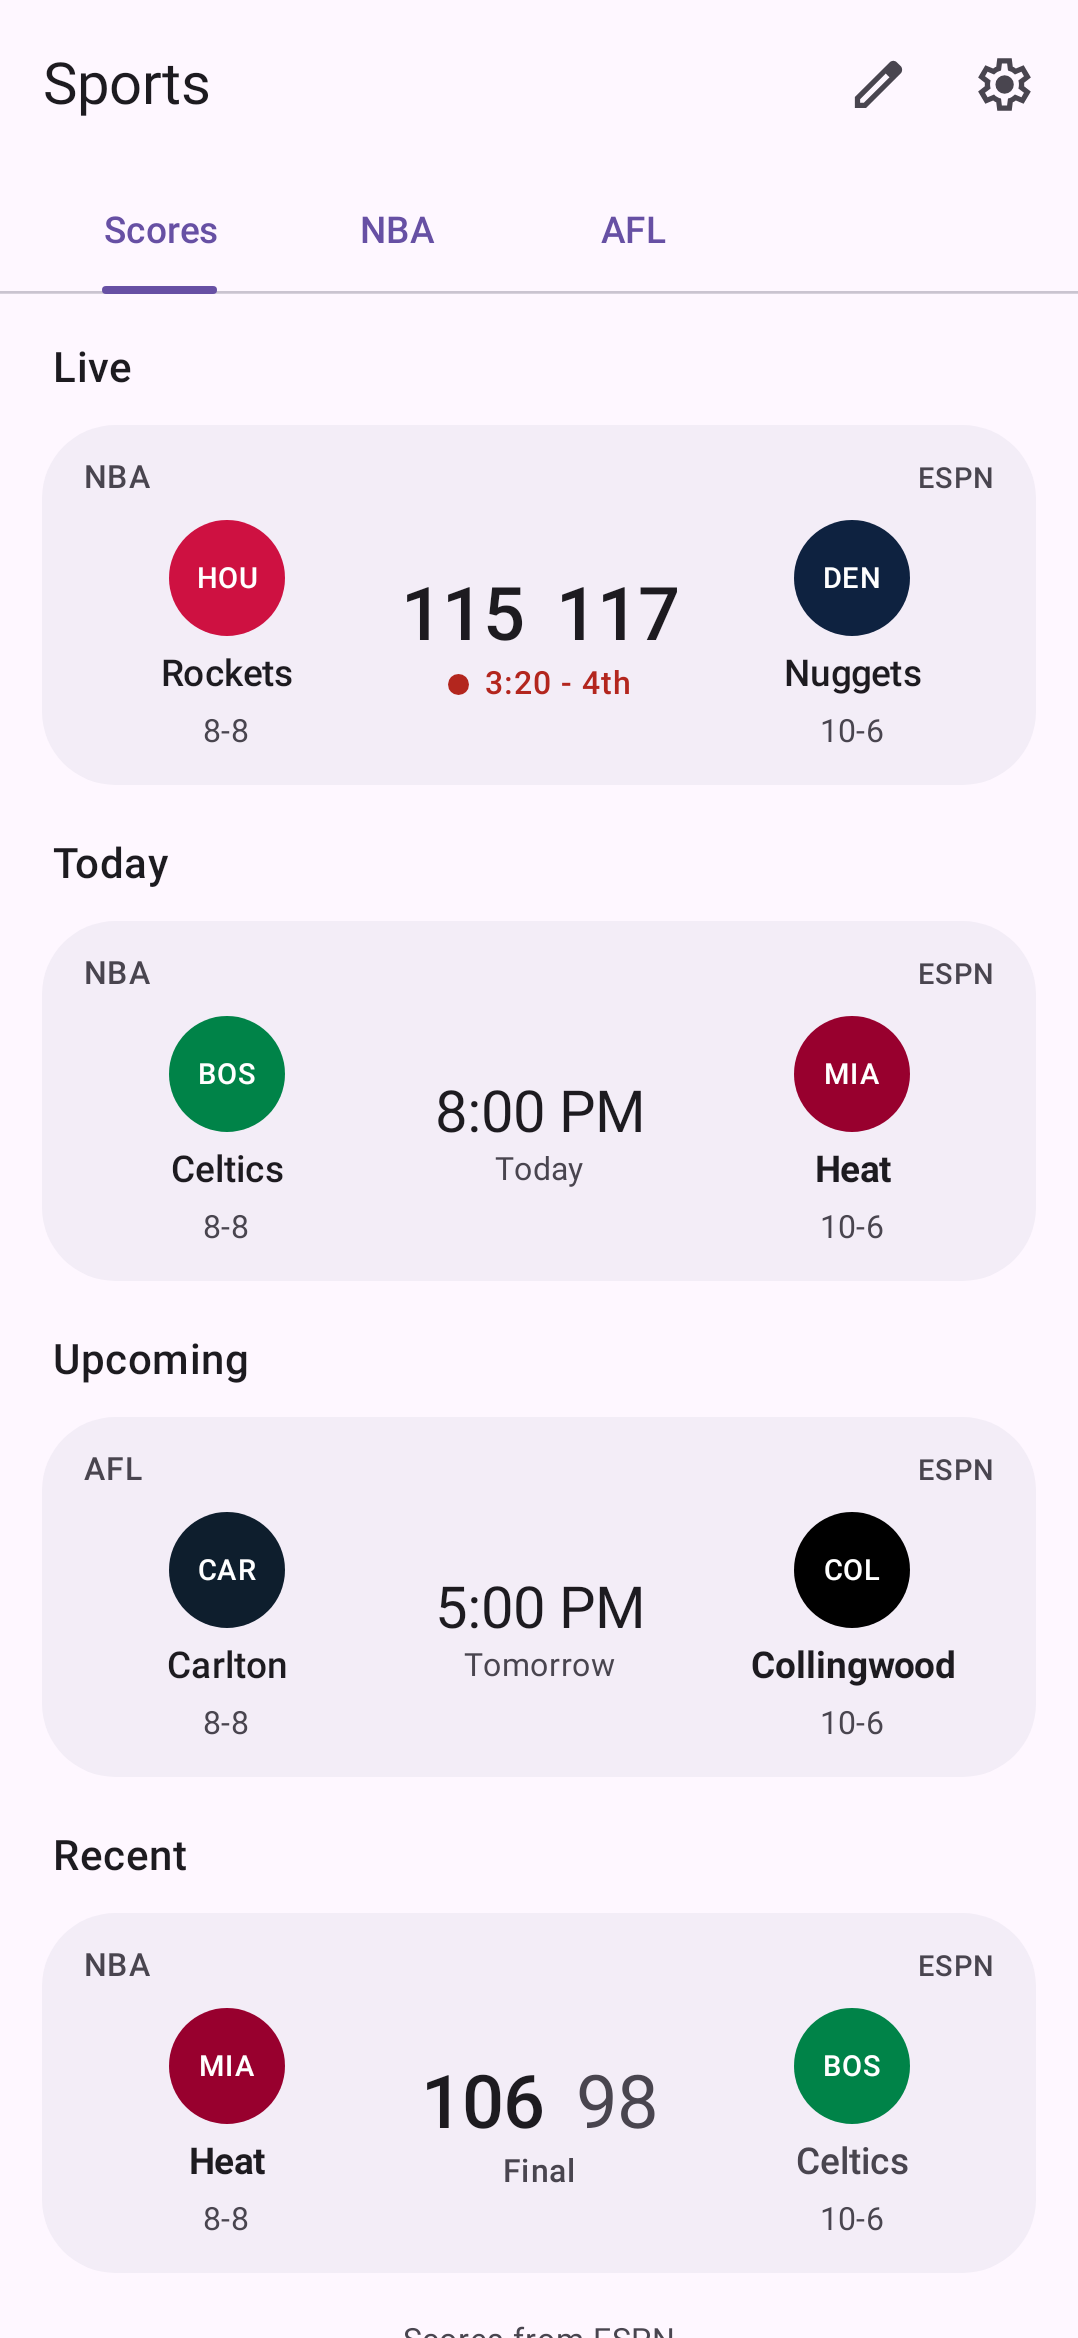 Sports
Scores NBA AFL
Live
NBA ESPN
HOU DEN
115 117
Rockets Nuggets
3:20 - 4th
8-8 10-6
Today
NBA ESPN
BOS MIA
8:00 PM
Celtics Today Heat
8-8 10-6
Upcoming
AFL ESPN
CAR COL
5:00 PM
Carlton Tomorrow Collingwood
8-8 10-6
Recent
NBA ESPN
MIA BOS
106 98
Heat Final Celtics
8-8 10-6
Scores from ESPN